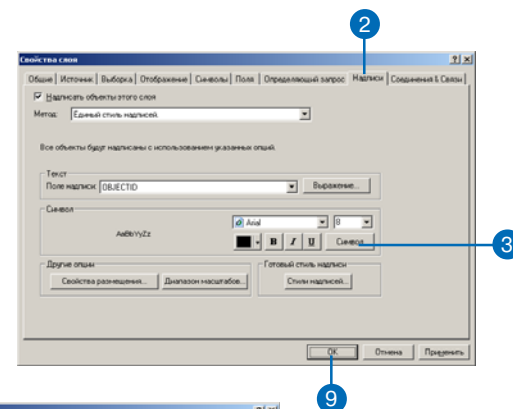 2
Свойства слоя
Общие Источник Выборка Отображение Символы Поля Определяющий запрос Надписи Соединения & Связи
Надписать объекты этого слоя
Метод: Единый стиль надписей.
Все объекты будут надписаны с использованием указанных опций.
Текст
Поле надписи: OBJECTID Выражение...
Символ
AaBbYyZz
Arial 8
B I U Символ...
3
Другие опции
Свойства размещения... Диапазон масштабов...
Готовый стиль надписи
Стили надписей...
OK Отмена Применить
9